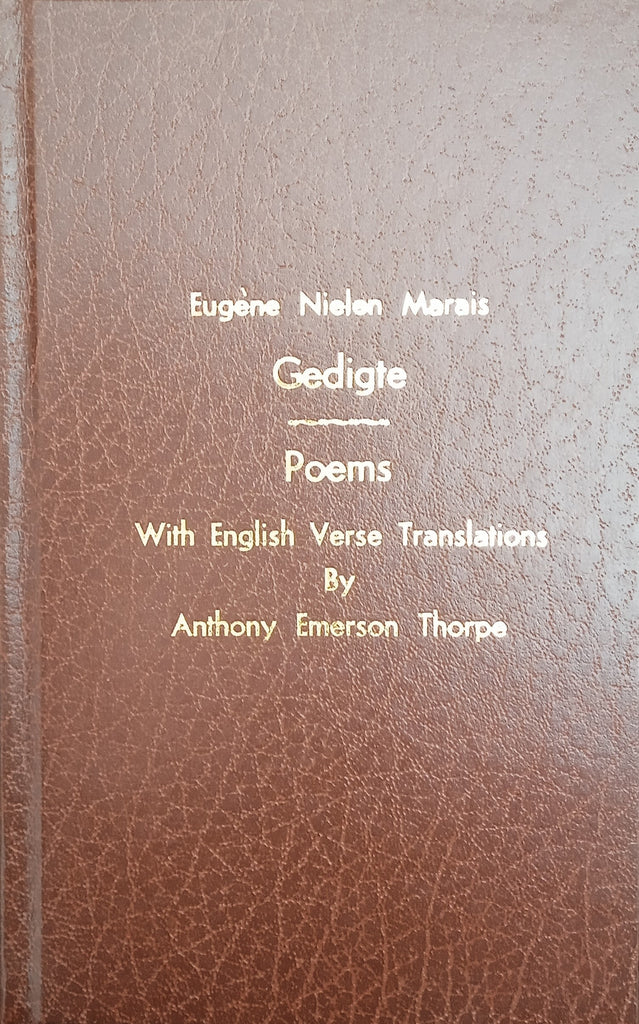 Eugène Nielen Marais
Gedigte
Poems
With English Verse Translations
By
Anthony Emerson Thorpe